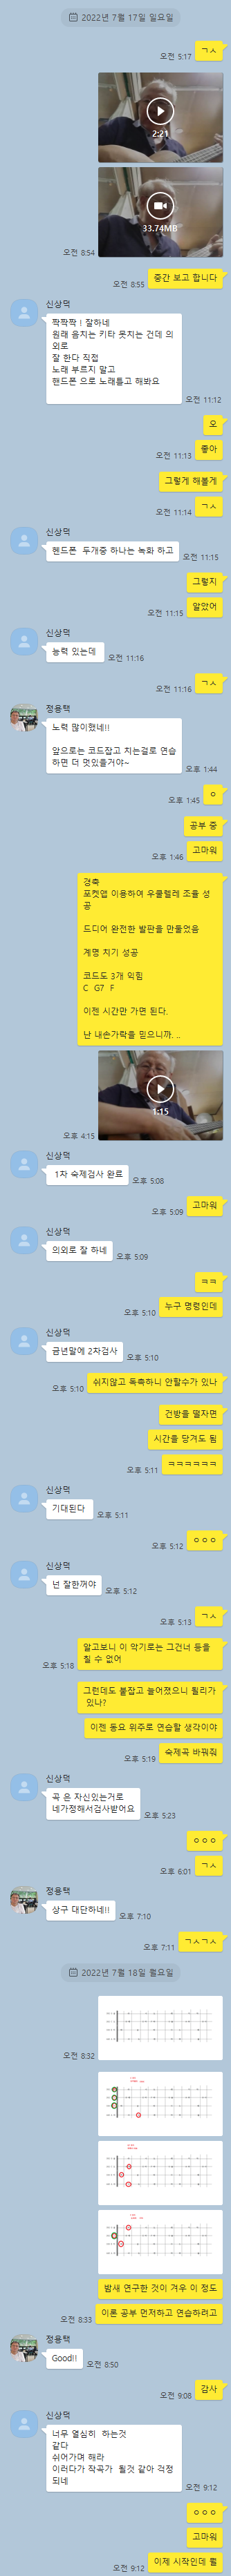 2022년 7월 17일 일요일
ㄱㅅ
오전 5:17
2:21
33.74MB
오전 8:54
중간 보고 합니다
오전 8:55
신상덕
짝짝짝 ! 잘하네
원래 음치는 키타 못치는 건데 의
외로
잘 한다 직접
노래 부르지 말고
핸드폰 으로 노래틀고 해봐요
오전 11:12
오
좋아
오전 11:13
그렇게 해볼게
ㄱㅅ
오전 11:14
신상덕
헨드폰 두개중 하나는 녹화 하고
오전 11:15
그렇지
알았어
오전 11:15
신상덕
능력 있는데
오전 11:16
ㄱㅅ
오전 11:16
정용택
노력 많이했네!!
앞으로는 코드잡고 치는걸로 연습
하면 더 멋있을거야~
오후 1:44
ㅇ
오후 1:45
공부 중
고마워
오후 1:46
경축
포켓앱 이용하여 우쿨렐레 조율 성
공
드디어 완전한 발판을 만들었음
계명 치기 성공
코드도 3개 익힘
C G7 F
이젠 시간만 가면 된다.
난 내손가락을 믿으니까. ..
1:15
오후 4:15
신상덕
1차 숙제검사 완료
오후 5:08
고마워
오후 5:09
신상덕
의외로 잘 하네
오후 5:09
ㅋㅋ
누구 명령인데
오후 5:10
신상덕
금년말에 2차검사
오후 5:10
쉬지않고 독촉하니 안할수가 있나
오후 5:10
건방을 떨자면
시간을 당겨도 됨
ㅋㅋㅋㅋㅋㅋ
오후 5:11
신상덕
기대된다
오후 5:11
ㅇㅇㅇ
오후 5:12
신상덕
넌 잘한꺼야
오후 5:12
ㄱㅅ
오후 5:13
알고보니 이 악기로는 그건너 등을
칠 수 없어
오후 5:18
그런데도 붙잡고 늘어졌으니 될리가
있나?
이젠 동요 위주로 연습할 생각이야
숙제곡 바꿔줘
오후 5:19
신상덕
곡 은 자신있는거로
네가정해서검사받어요
오후 5:23
ㅇㅇㅇ
ㄱㅅ
오후 6:01
정용택
상구 대단하네!!
오후 7:10
ㄱㅅㄱㅅ
오후 7:11
2022년 7월 18일 월요일
오전 8:32
밤새 연구한 것이 겨우 이 정도
이론 공부 먼저하고 연습하려고
오전 8:33
정용택
Good!!
오전 8:50
감사
오전 9:08
신상덕
너무 열심히 하는것
같다
쉬어가며 해라
이러다가 작곡가 될것 같아 걱정
되네
오전 9:12
ㅇㅇㅇ
고마워
이제 시작인데 뭘
오전 9:12